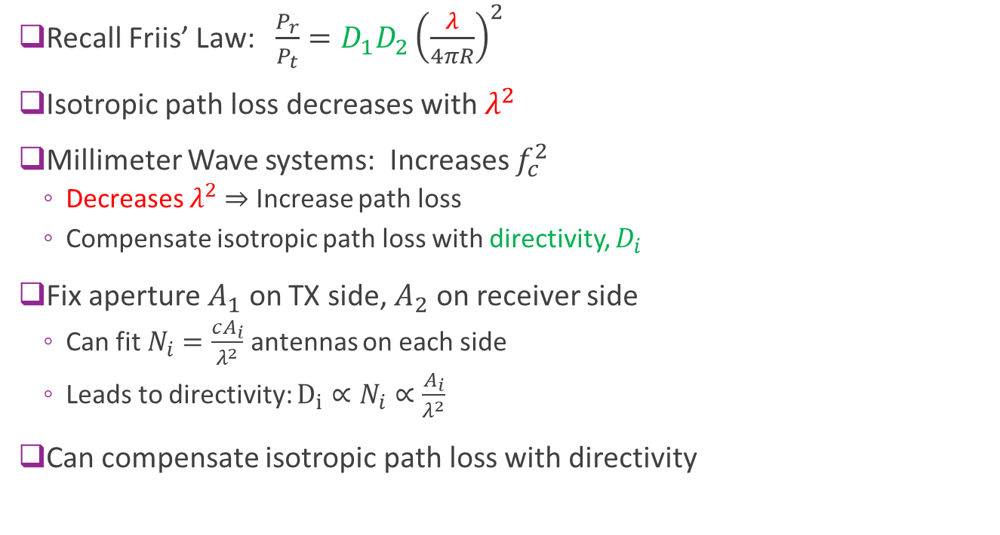 ❑Recall Friis’ Law: $\frac{P_r}{P_t} = D_1 D_2 \left(\frac{\lambda}{4\pi R}\right)^2$
❑Isotropic path loss decreases with $\lambda^2$
❑Millimeter Wave systems: Increases $f_c^2$
◦ Decreases $\lambda^2$ ⇒ Increase path loss
◦ Compensate isotropic path loss with directivity, $D_i$
❑Fix aperture $A_1$ on TX side, $A_2$ on receiver side
◦ Can fit $N_i = \frac{cA_i}{\lambda^2}$ antennas on each side
◦ Leads to directivity: $\mathrm{D_i} \propto N_i \propto \frac{A_i}{\lambda^2}$
❑Can compensate isotropic path loss with directivity